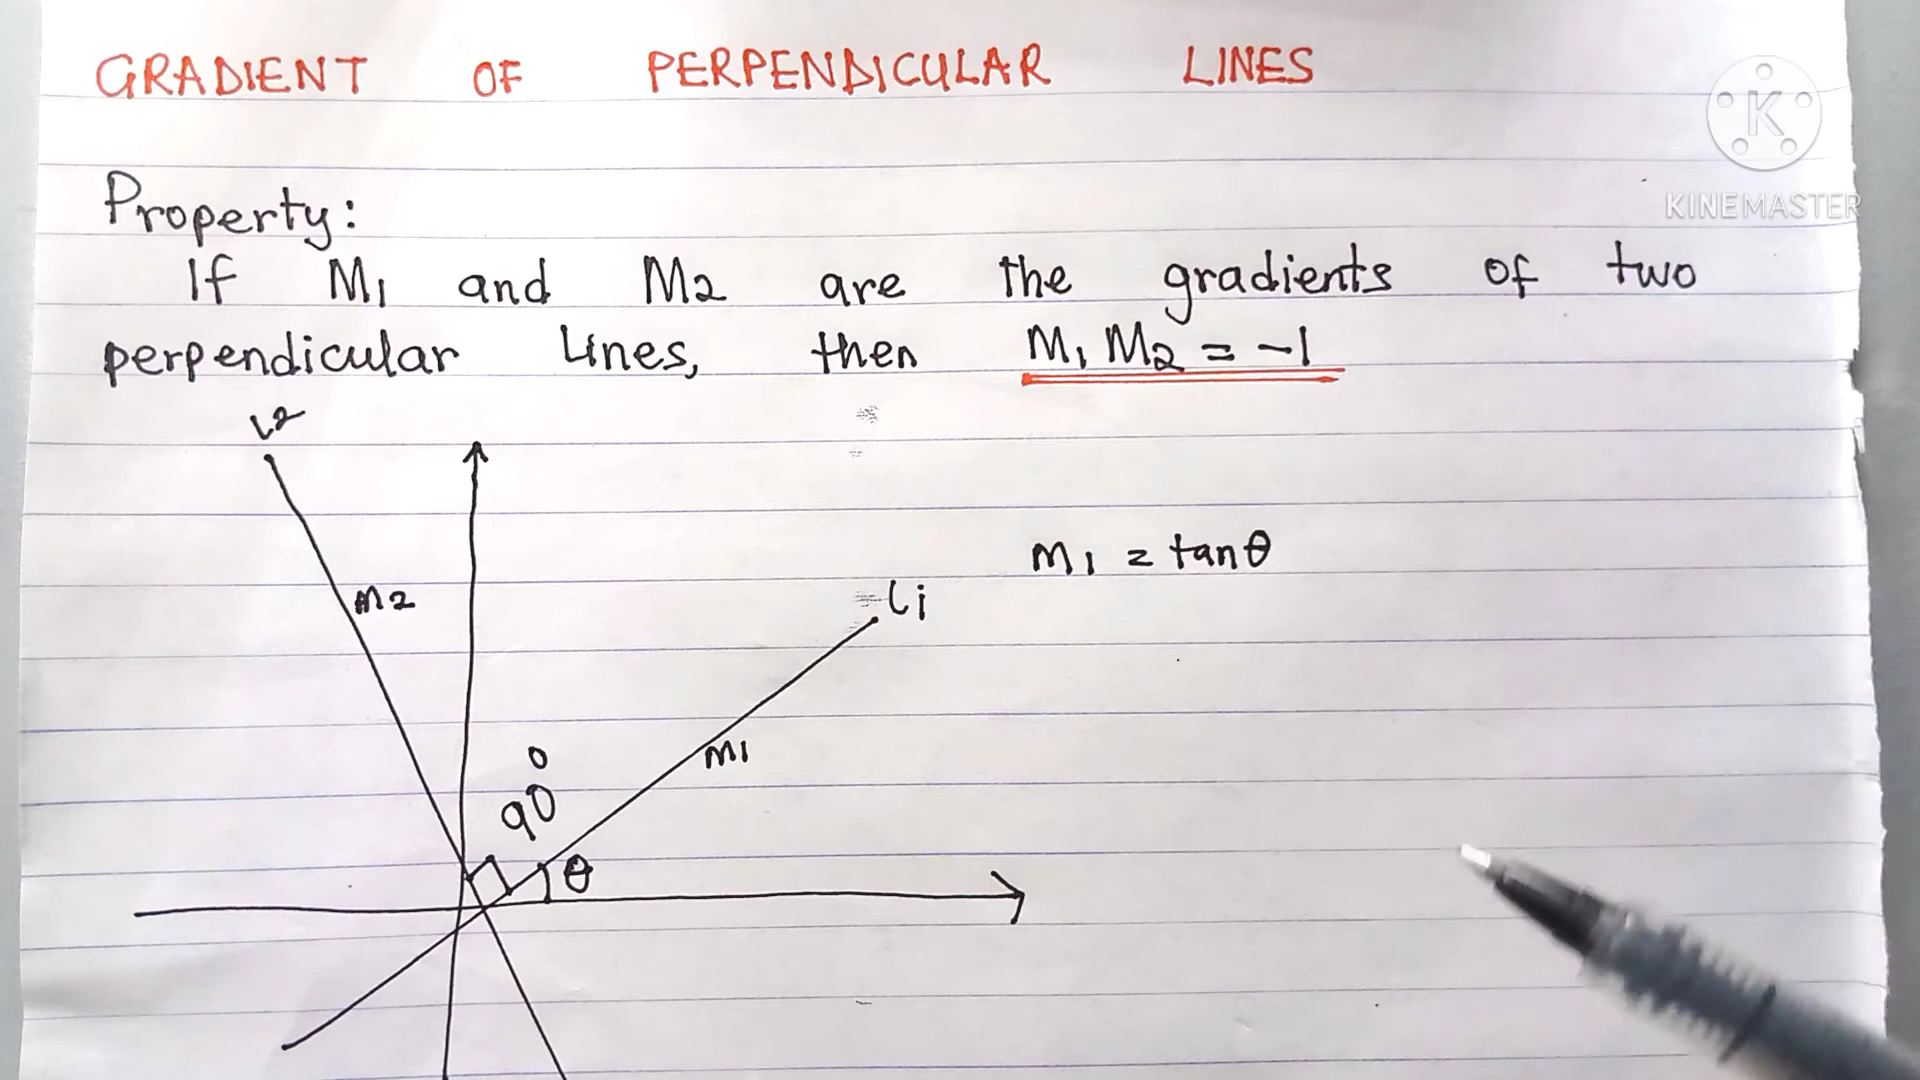 GRADIENT OF PERPENDICULAR LINES
K
KINEMASTER
Property:
If M1 and M2 are the gradients of two
perpendicular lines, then M1 M2 = -1
L2
M2
m1 = tanθ
Li
m1
90°
θ